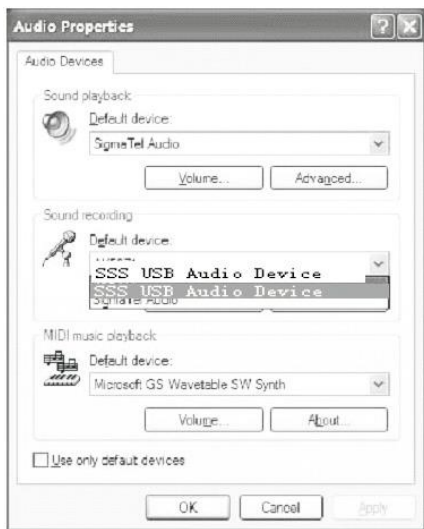 Audio Properties
Audio Devices
Sound playback
Default device:
SigmaTel Audio
Volume...
Advanced...
Sound recording
Default device:
SSS USB Audio Device
SSS USB Audio Device
SigmaTel Audio
MIDI music playback
Default device:
Microsoft GS Wavetable SW Synth
Volume...
About...
Use only default devices
OK
Cancel
Apply